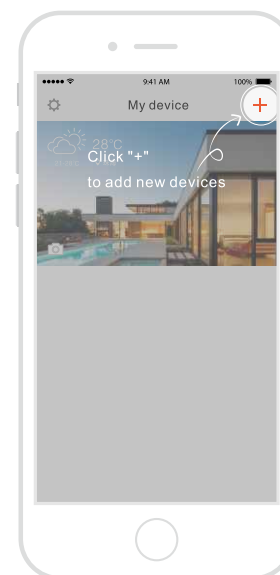 9:41 AM
100%
My device
+
28°C
Click "+"
to add new devices